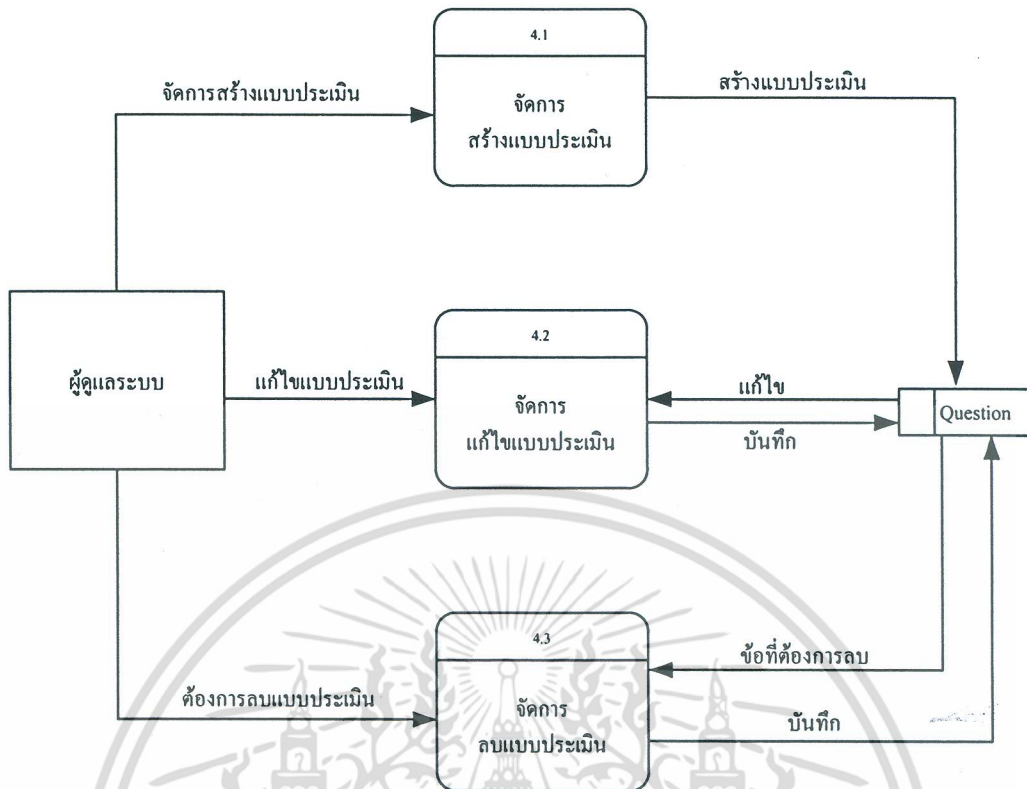 4.1
จัดการสร้างแบบประเมิน
จัดการ
สร้างแบบประเมิน
สร้างแบบประเมิน
ผู้ดูแลระบบ
แก้ไขแบบประเมิน
4.2
จัดการ
แก้ไขแบบประเมิน
แก้ไข
บันทึก
Question
4.3
ต้องการลบแบบประเมิน
จัดการ
ลบแบบประเมิน
ข้อที่ต้องการลบ
บันทึก